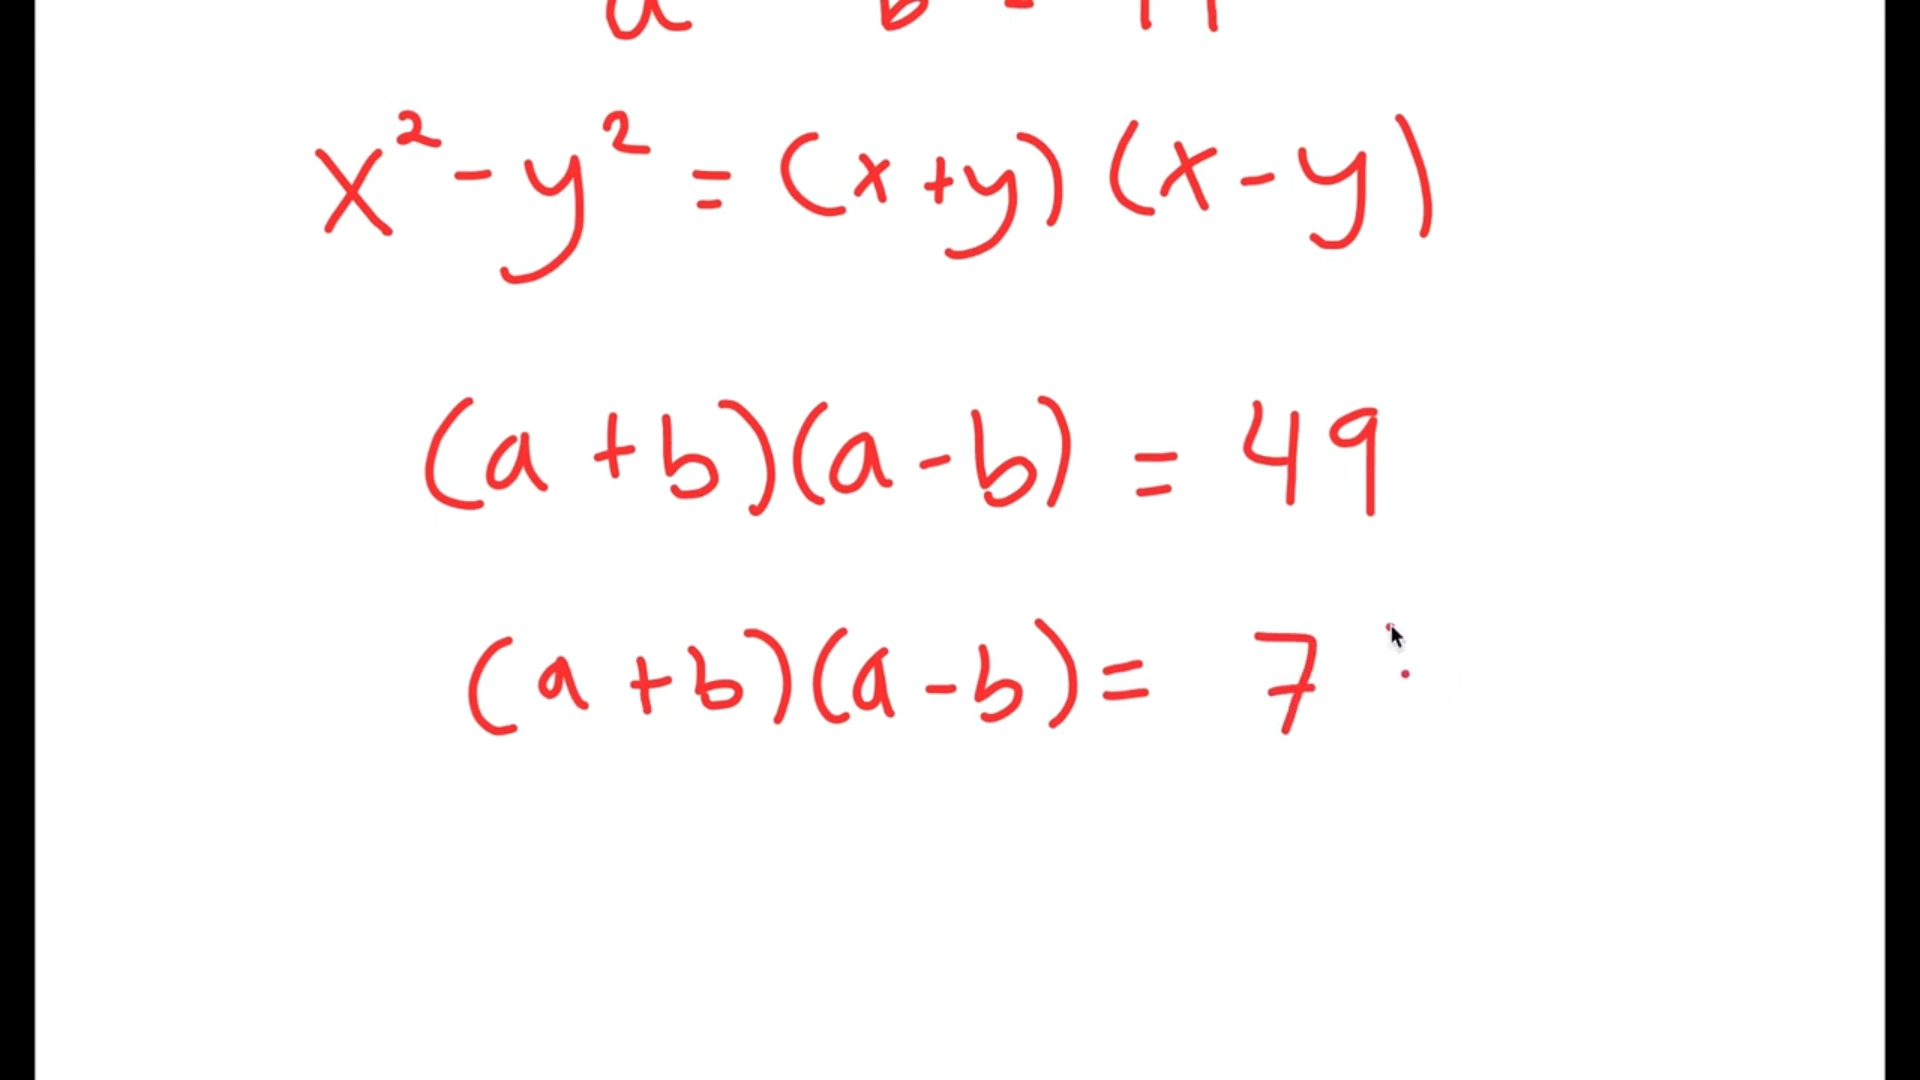 a b =
x² - y² = (x + y) (x - y)
(a + b)(a - b) = 49
(a + b)(a - b) = 7